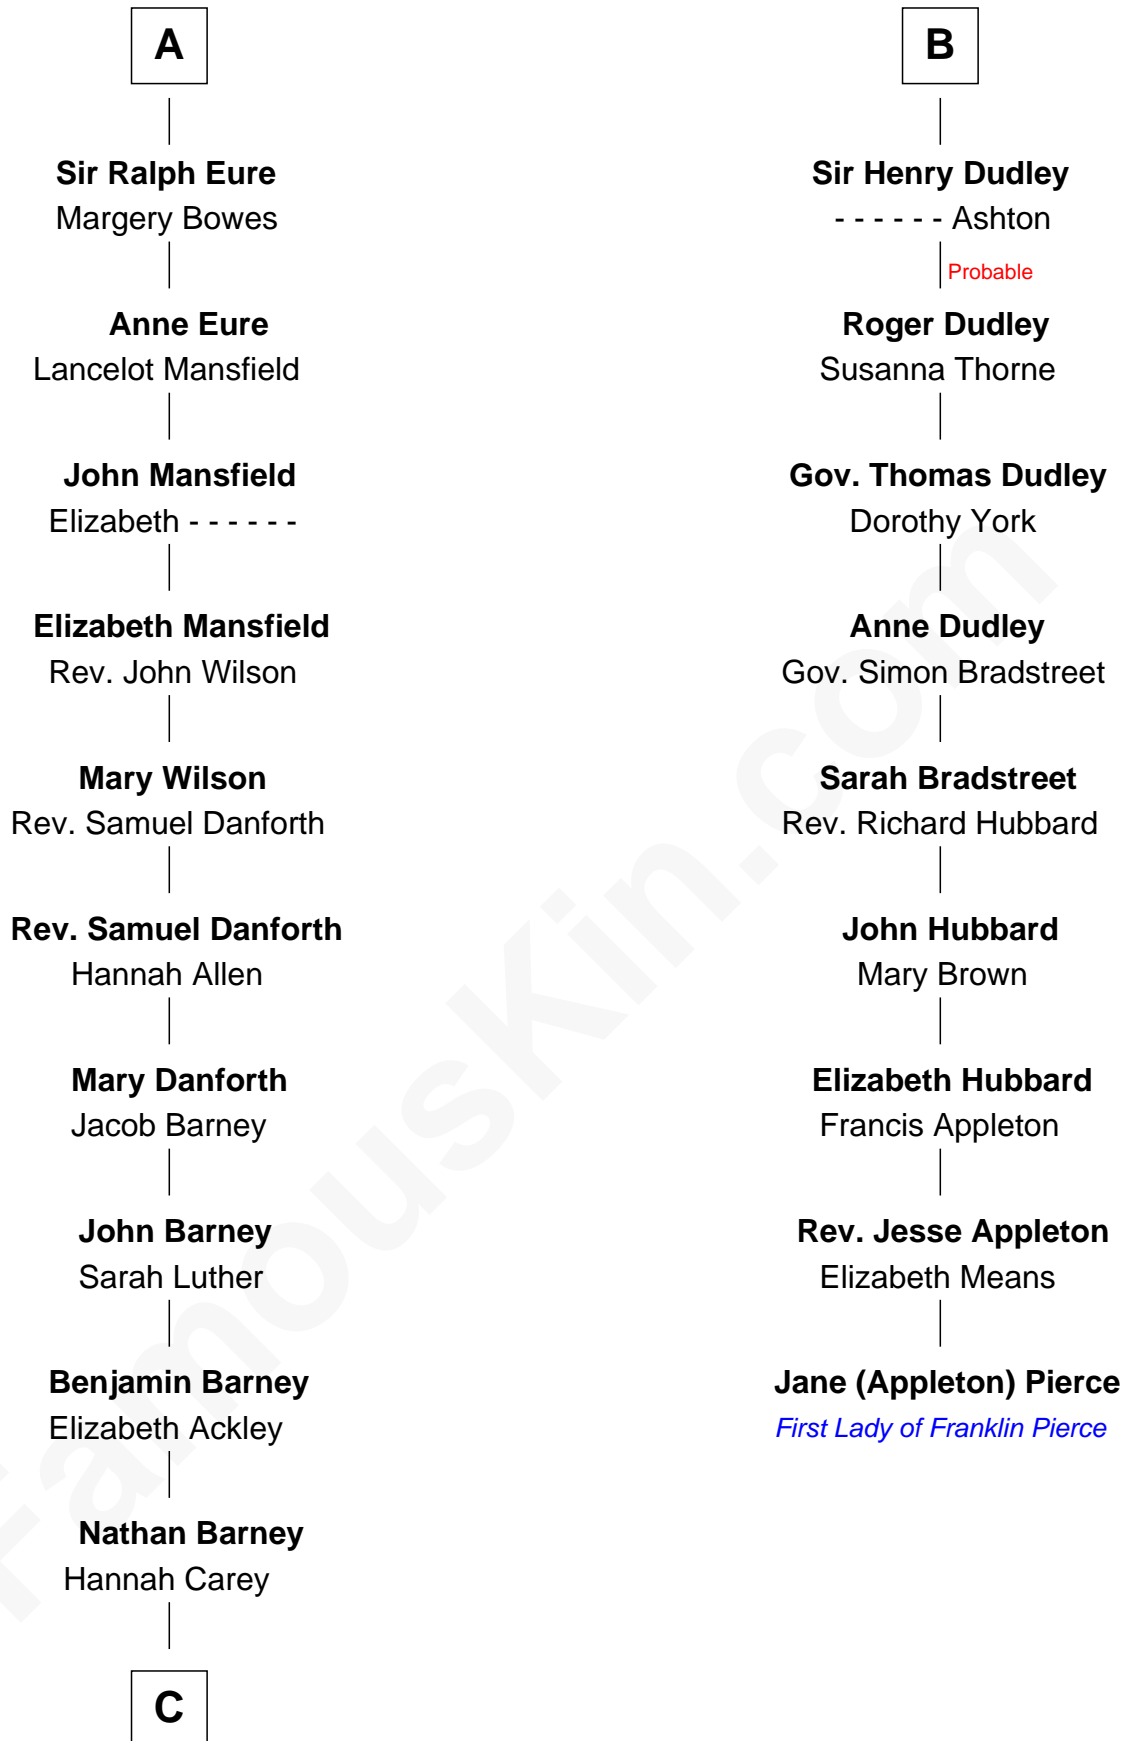 A
Sir Ralph Eure
Margery Bowes
Anne Eure
Lancelot Mansfield
John Mansfield
Elizabeth - - - - - -
Elizabeth Mansfield
Rev. John Wilson
Mary Wilson
Rev. Samuel Danforth
Rev. Samuel Danforth
Hannah Allen
Mary Danforth
Jacob Barney
John Barney
Sarah Luther
Benjamin Barney
Elizabeth Ackley
Nathan Barney
Hannah Carey
C
B
Sir Henry Dudley
- - - - - - Ashton
Probable
Roger Dudley
Susanna Thorne
Gov. Thomas Dudley
Dorothy York
Anne Dudley
Gov. Simon Bradstreet
Sarah Bradstreet
Rev. Richard Hubbard
John Hubbard
Mary Brown
Elizabeth Hubbard
Francis Appleton
Rev. Jesse Appleton
Elizabeth Means
Jane (Appleton) Pierce
First Lady of Franklin Pierce
FamousKin.com